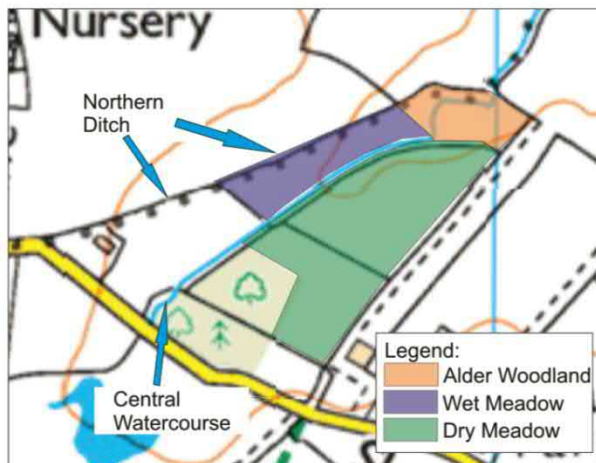 Nursery
Northern
Ditch
Central
Watercourse
Legend:
Alder Woodland
Wet Meadow
Dry Meadow